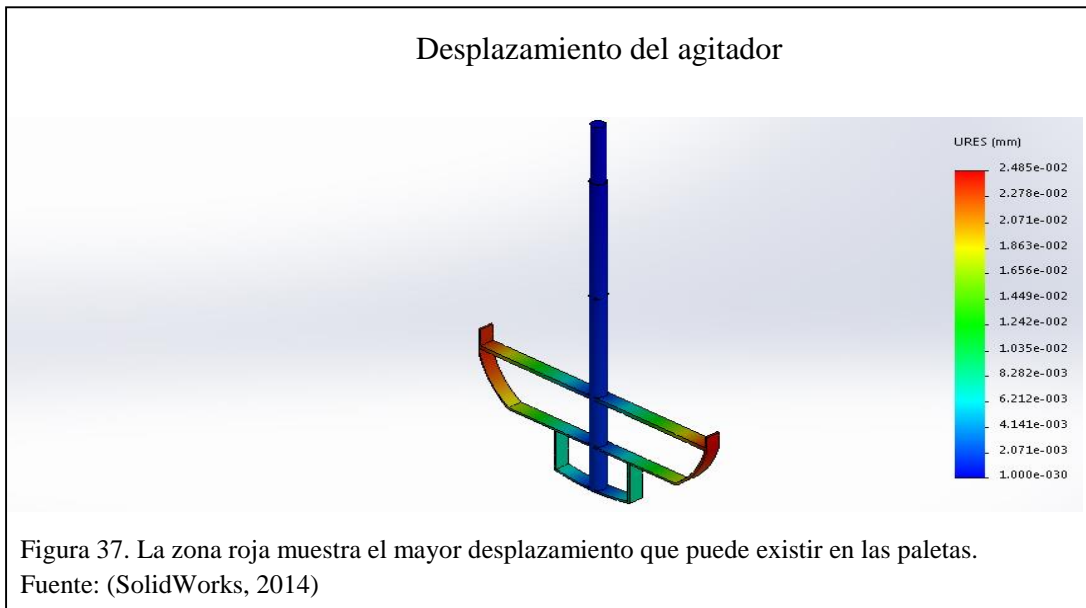 Desplazamiento del agitador
URES (mm)
2.485e-002
2.278e-002
2.071e-002
1.863e-002
1.656e-002
1.449e-002
1.242e-002
1.035e-002
8.282e-003
6.212e-003
4.141e-003
2.071e-003
1.000e-030
Figura 37. La zona roja muestra el mayor desplazamiento que puede existir en las paletas.
Fuente: (SolidWorks, 2014)